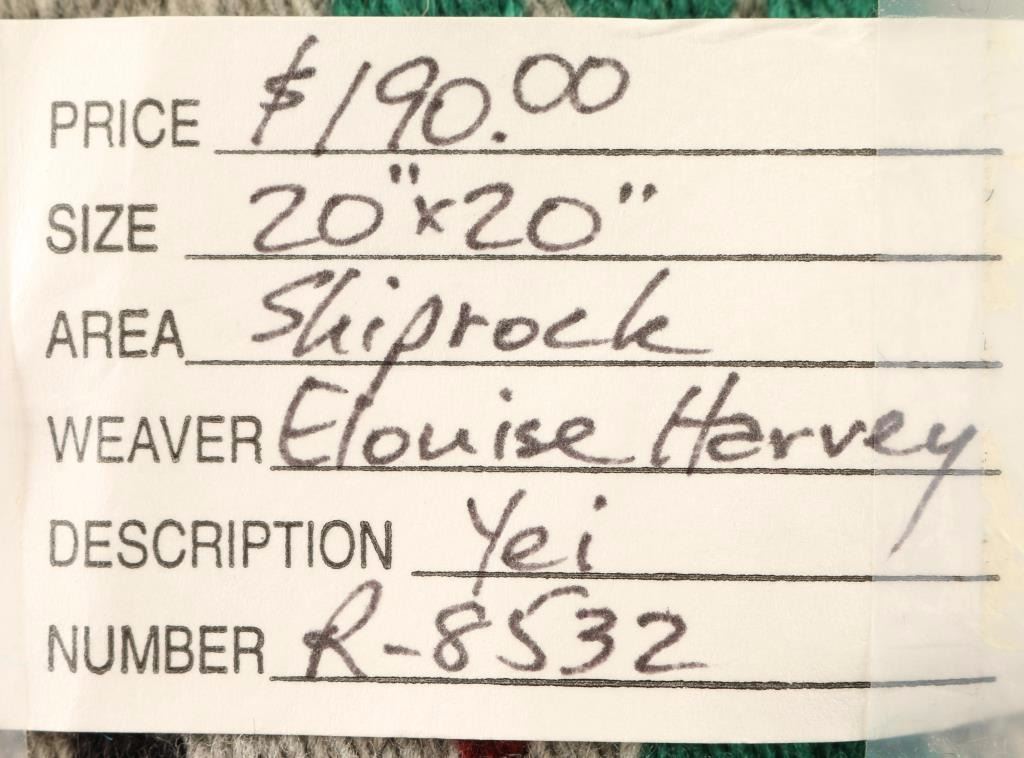 PRICE $190.00
SIZE 20"x20"
AREA Shiprock
WEAVER Elouise Harvey
DESCRIPTION Yei
NUMBER R-8532